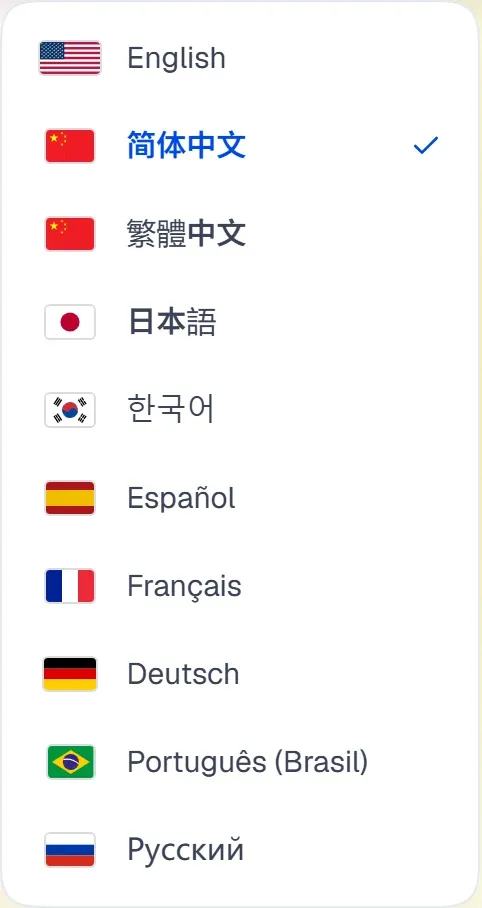 English
简体中文
繁體中文
日本語
한국어
Español
Français
Deutsch
Português (Brasil)
Русский